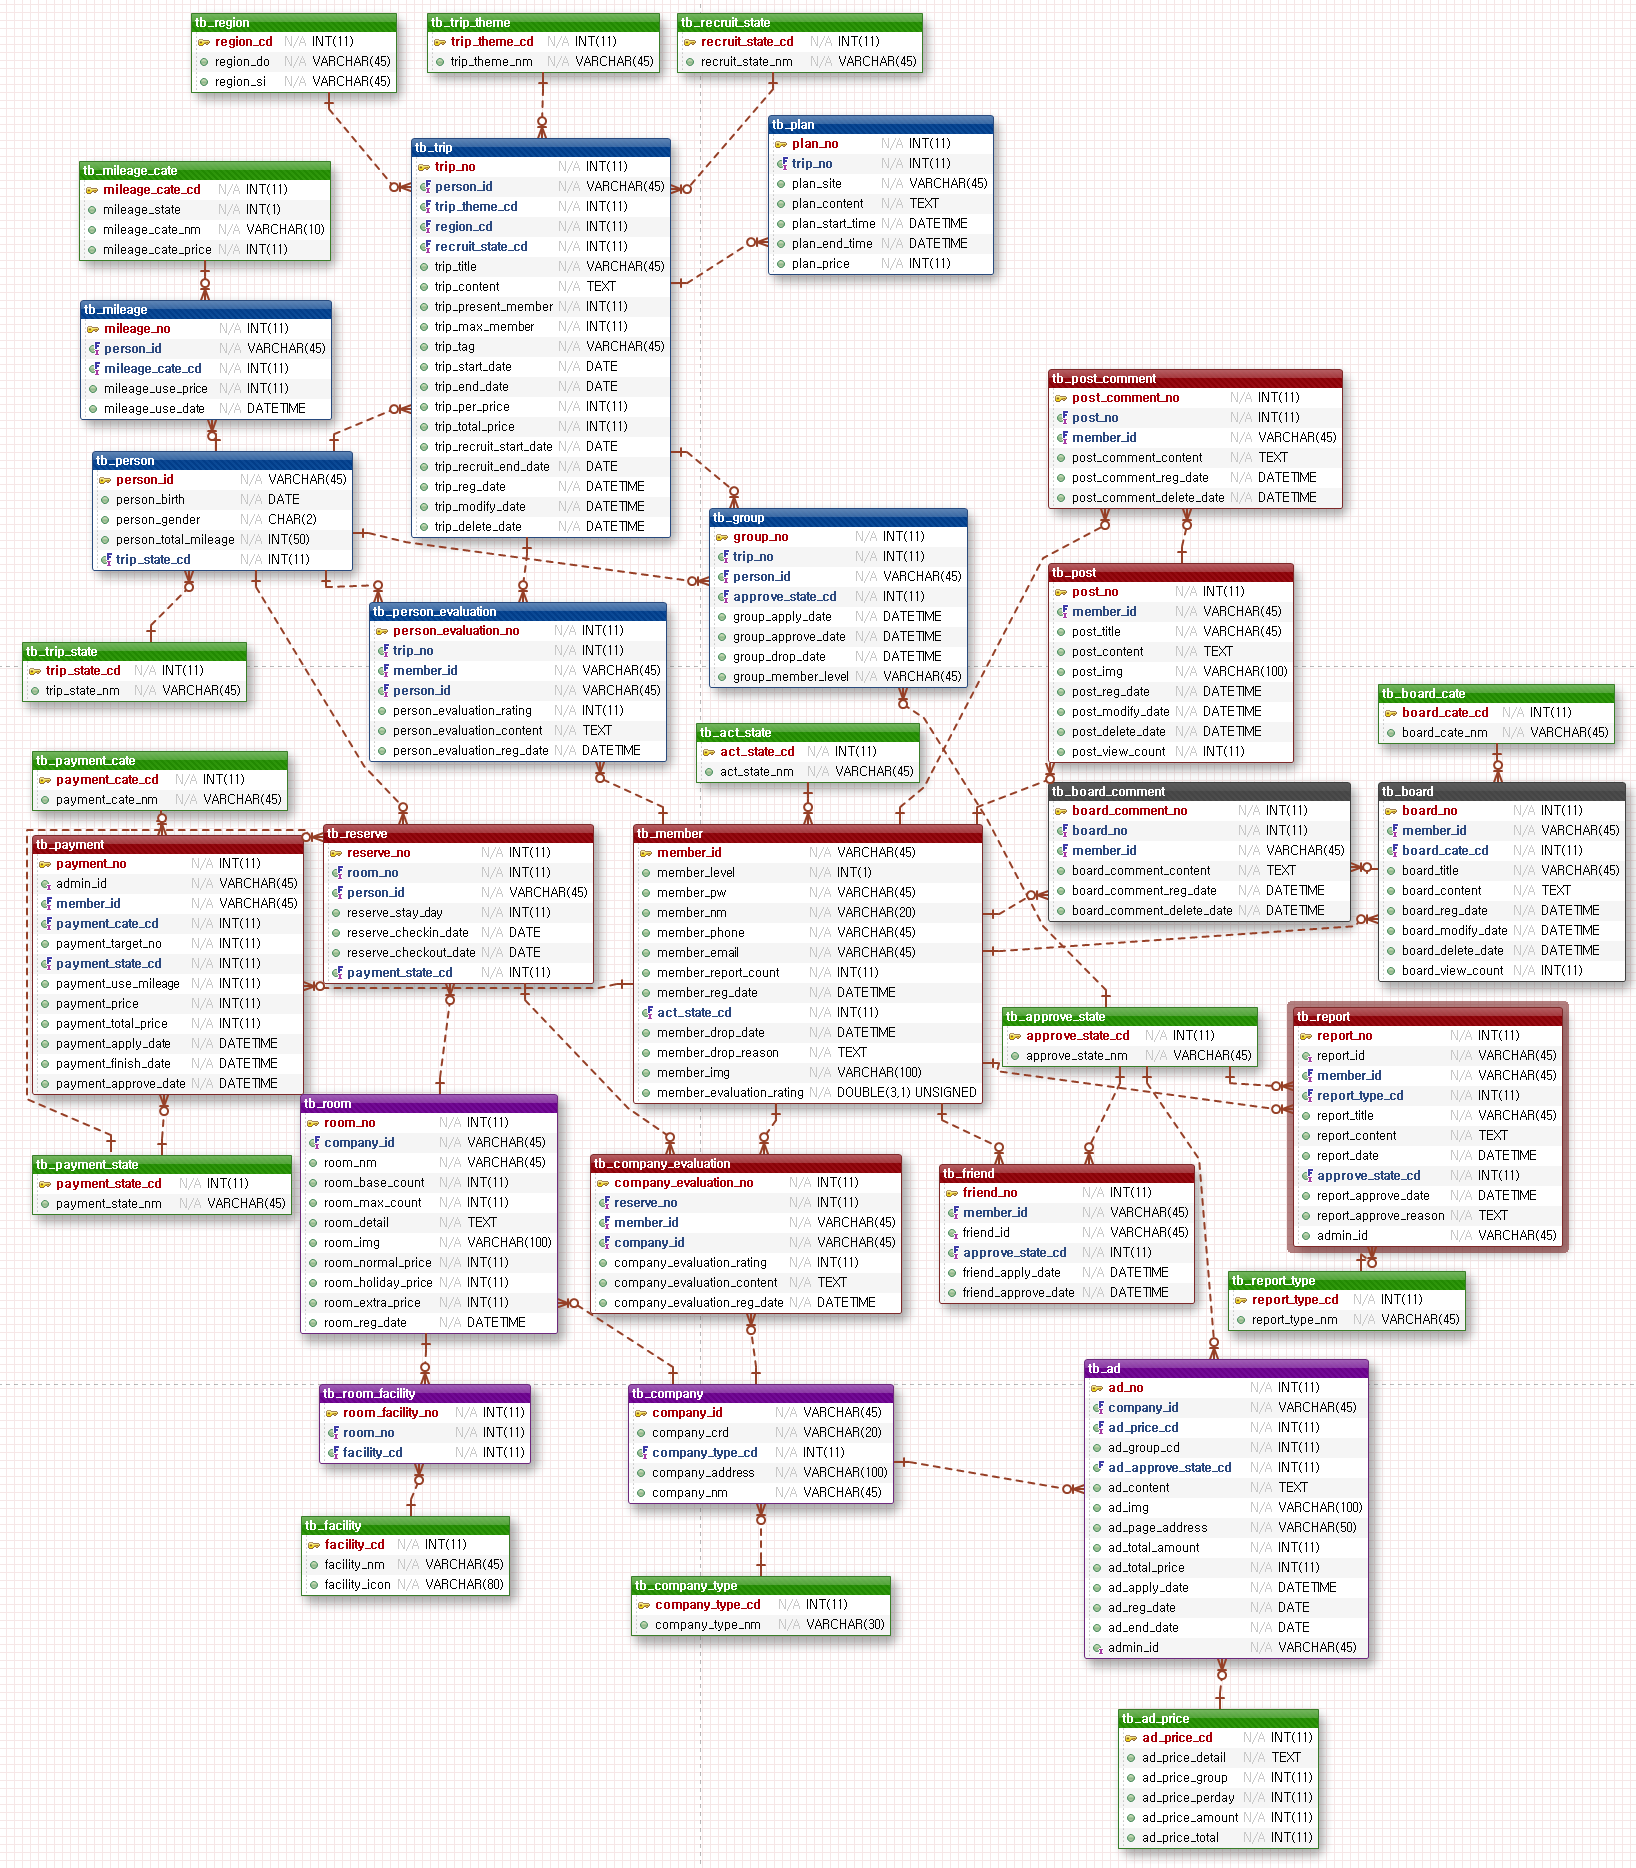 tb_region
region_cd N/A INT(11)
region_do N/A VARCHAR(45)
region_si N/A VARCHAR(45)
tb_trip_theme
trip_theme_cd N/A INT(11)
trip_theme_nm N/A VARCHAR(45)
tb_recruit_state
recruit_state_cd N/A INT(11)
recruit_state_nm N/A VARCHAR(45)
tb_plan
plan_no N/A INT(11)
trip_no N/A INT(11)
plan_site N/A VARCHAR(45)
plan_content N/A TEXT
plan_start_time N/A DATETIME
plan_end_time N/A DATETIME
plan_price N/A INT(11)
tb_trip
trip_no N/A INT(11)
person_id N/A VARCHAR(45)
trip_theme_cd N/A INT(11)
region_cd N/A INT(11)
recruit_state_cd N/A INT(11)
trip_title N/A VARCHAR(45)
trip_content N/A TEXT
trip_present_member N/A INT(11)
trip_max_member N/A INT(11)
trip_tag N/A VARCHAR(45)
trip_start_date N/A DATE
trip_end_date N/A DATE
trip_per_price N/A INT(11)
trip_total_price N/A INT(11)
trip_recruit_start_date N/A DATE
trip_recruit_end_date N/A DATE
trip_reg_date N/A DATETIME
trip_modify_date N/A DATETIME
trip_delete_date N/A DATETIME
tb_mileage_cate
mileage_cate_cd N/A INT(11)
mileage_state N/A INT(1)
mileage_cate_nm N/A VARCHAR(10)
mileage_cate_price N/A INT(11)
tb_mileage
mileage_no N/A INT(11)
person_id N/A VARCHAR(45)
mileage_cate_cd N/A INT(11)
mileage_use_price N/A INT(11)
mileage_use_date N/A DATETIME
tb_person
person_id N/A VARCHAR(45)
person_birth N/A DATE
person_gender N/A CHAR(2)
person_total_mileage N/A INT(50)
trip_state_cd N/A INT(11)
tb_post_comment
post_comment_no N/A INT(11)
post_no N/A INT(11)
member_id N/A VARCHAR(45)
post_comment_content N/A TEXT
post_comment_reg_date N/A DATETIME
post_comment_delete_date N/A DATETIME
tb_group
group_no N/A INT(11)
trip_no N/A INT(11)
person_id N/A VARCHAR(45)
approve_state_cd N/A INT(11)
group_apply_date N/A DATETIME
group_approve_date N/A DATETIME
group_drop_date N/A DATETIME
group_member_level N/A VARCHAR(45)
tb_post
post_no N/A INT(11)
member_id N/A VARCHAR(45)
post_title N/A VARCHAR(45)
post_content N/A TEXT
post_img N/A VARCHAR(100)
post_reg_date N/A DATETIME
post_modify_date N/A DATETIME
post_delete_date N/A DATETIME
post_view_count N/A INT(11)
tb_person_evaluation
person_evaluation_no N/A INT(11)
trip_no N/A INT(11)
member_id N/A VARCHAR(45)
person_id N/A VARCHAR(45)
person_evaluation_rating N/A INT(11)
person_evaluation_content N/A TEXT
person_evaluation_reg_date N/A DATETIME
tb_trip_state
trip_state_cd N/A INT(11)
trip_state_nm N/A VARCHAR(45)
tb_board_cate
board_cate_cd N/A INT(11)
board_cate_nm N/A VARCHAR(45)
tb_act_state
act_state_cd N/A INT(11)
act_state_nm N/A VARCHAR(45)
tb_payment_cate
payment_cate_cd N/A INT(11)
payment_cate_nm N/A VARCHAR(45)
tb_board_comment
board_comment_no N/A INT(11)
board_no N/A INT(11)
member_id N/A VARCHAR(45)
board_comment_content N/A TEXT
board_comment_reg_date N/A DATETIME
board_comment_delete_date N/A DATETIME
tb_board
board_no N/A INT(11)
member_id N/A VARCHAR(45)
board_cate_cd N/A INT(11)
board_title N/A VARCHAR(45)
board_content N/A TEXT
board_reg_date N/A DATETIME
board_modify_date N/A DATETIME
board_delete_date N/A DATETIME
board_view_count N/A INT(11)
tb_payment
payment_no N/A INT(11)
admin_id N/A VARCHAR(45)
member_id N/A VARCHAR(45)
payment_cate_cd N/A INT(11)
payment_target_no N/A INT(11)
payment_state_cd N/A INT(11)
payment_use_mileage N/A INT(11)
payment_price N/A INT(11)
payment_total_price N/A INT(11)
payment_apply_date N/A DATETIME
payment_finish_date N/A DATETIME
payment_approve_date N/A DATETIME
tb_reserve
reserve_no N/A INT(11)
room_no N/A INT(11)
person_id N/A VARCHAR(45)
reserve_stay_day N/A INT(11)
reserve_checkin_date N/A DATE
reserve_checkout_date N/A DATE
payment_state_cd N/A INT(11)
tb_member
member_id N/A VARCHAR(45)
member_level N/A INT(1)
member_pw N/A VARCHAR(45)
member_nm N/A VARCHAR(20)
member_phone N/A VARCHAR(45)
member_email N/A VARCHAR(45)
member_report_count N/A INT(11)
member_reg_date N/A DATETIME
act_state_cd N/A INT(11)
member_drop_date N/A DATETIME
member_drop_reason N/A TEXT
member_img N/A VARCHAR(100)
member_evaluation_rating N/A DOUBLE(3,1) UNSIGNED
tb_approve_state
approve_state_cd N/A INT(11)
approve_state_nm N/A VARCHAR(45)
tb_report
report_no N/A INT(11)
report_id N/A VARCHAR(45)
member_id N/A VARCHAR(45)
report_type_cd N/A INT(11)
report_title N/A VARCHAR(45)
report_content N/A TEXT
report_date N/A DATETIME
approve_state_cd N/A INT(11)
report_approve_date N/A DATETIME
report_approve_reason N/A TEXT
admin_id N/A VARCHAR(45)
tb_room
room_no N/A INT(11)
company_id N/A VARCHAR(45)
room_nm N/A VARCHAR(45)
room_base_count N/A INT(11)
room_max_count N/A INT(11)
room_detail N/A TEXT
room_img N/A VARCHAR(100)
room_normal_price N/A INT(11)
room_holiday_price N/A INT(11)
room_extra_price N/A INT(11)
room_reg_date N/A DATETIME
tb_payment_state
payment_state_cd N/A INT(11)
payment_state_nm N/A VARCHAR(45)
tb_company_evaluation
company_evaluation_no N/A INT(11)
reserve_no N/A INT(11)
member_id N/A VARCHAR(45)
company_id N/A VARCHAR(45)
company_evaluation_rating N/A INT(11)
company_evaluation_content N/A TEXT
company_evaluation_reg_date N/A DATETIME
tb_friend
friend_no N/A INT(11)
member_id N/A VARCHAR(45)
friend_id N/A VARCHAR(45)
approve_state_cd N/A INT(11)
friend_apply_date N/A DATETIME
friend_approve_date N/A DATETIME
tb_report_type
report_type_cd N/A INT(11)
report_type_nm N/A VARCHAR(45)
tb_room_facility
room_facility_no N/A INT(11)
room_no N/A INT(11)
facility_cd N/A INT(11)
tb_company
company_id N/A VARCHAR(45)
company_crd N/A VARCHAR(20)
company_type_cd N/A INT(11)
company_address N/A VARCHAR(100)
company_nm N/A VARCHAR(45)
tb_ad
ad_no N/A INT(11)
company_id N/A VARCHAR(45)
ad_price_cd N/A INT(11)
ad_group_cd N/A INT(11)
ad_approve_state_cd N/A INT(11)
ad_content N/A TEXT
ad_img N/A VARCHAR(100)
ad_page_address N/A VARCHAR(50)
ad_total_amount N/A INT(11)
ad_total_price N/A INT(11)
ad_apply_date N/A DATETIME
ad_reg_date N/A DATE
ad_end_date N/A DATE
admin_id N/A VARCHAR(45)
tb_facility
facility_cd N/A INT(11)
facility_nm N/A VARCHAR(45)
facility_icon N/A VARCHAR(80)
tb_company_type
company_type_cd N/A INT(11)
company_type_nm N/A VARCHAR(30)
tb_ad_price
ad_price_cd N/A INT(11)
ad_price_detail N/A TEXT
ad_price_group N/A INT(11)
ad_price_perday N/A INT(11)
ad_price_amount N/A INT(11)
ad_price_total N/A INT(11)